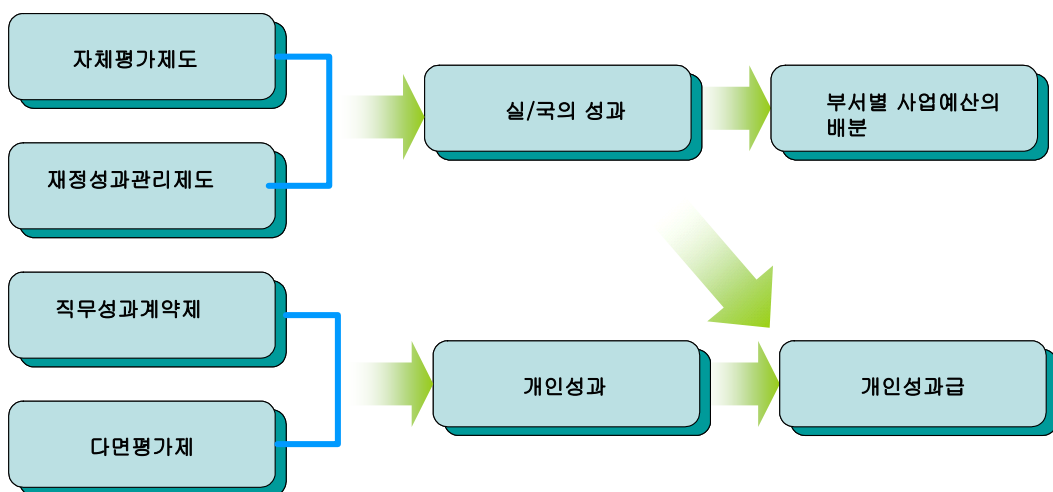 자체평가제도
재정성과관리제도
실/국의 성과
부서별 사업예산의
배분
직무성과계약제
다면평가제
개인성과
개인성과급